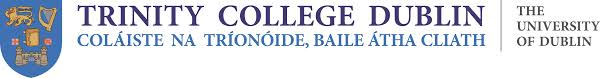 TRINITY COLLEGE DUBLIN
COLÁISTE NA TRÍONÓIDE, BAILE ÁTHA CLIATH
THE
UNIVERSITY
OF DUBLIN